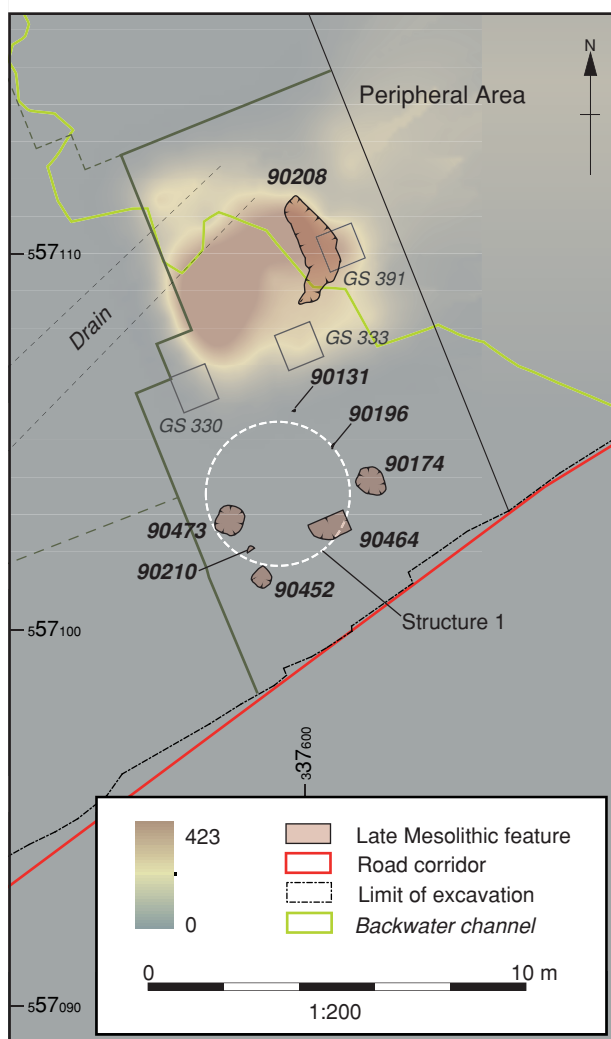 N
Peripheral Area
90208
557110
GS 391
Drain
GS 333
90131
GS 330
90196
90174
90473
90464
90210
90452
Structure 1
557100
337600
423
0
Late Mesolithic feature
Road corridor
Limit of excavation
Backwater channel
0 10 m
1:200
557090